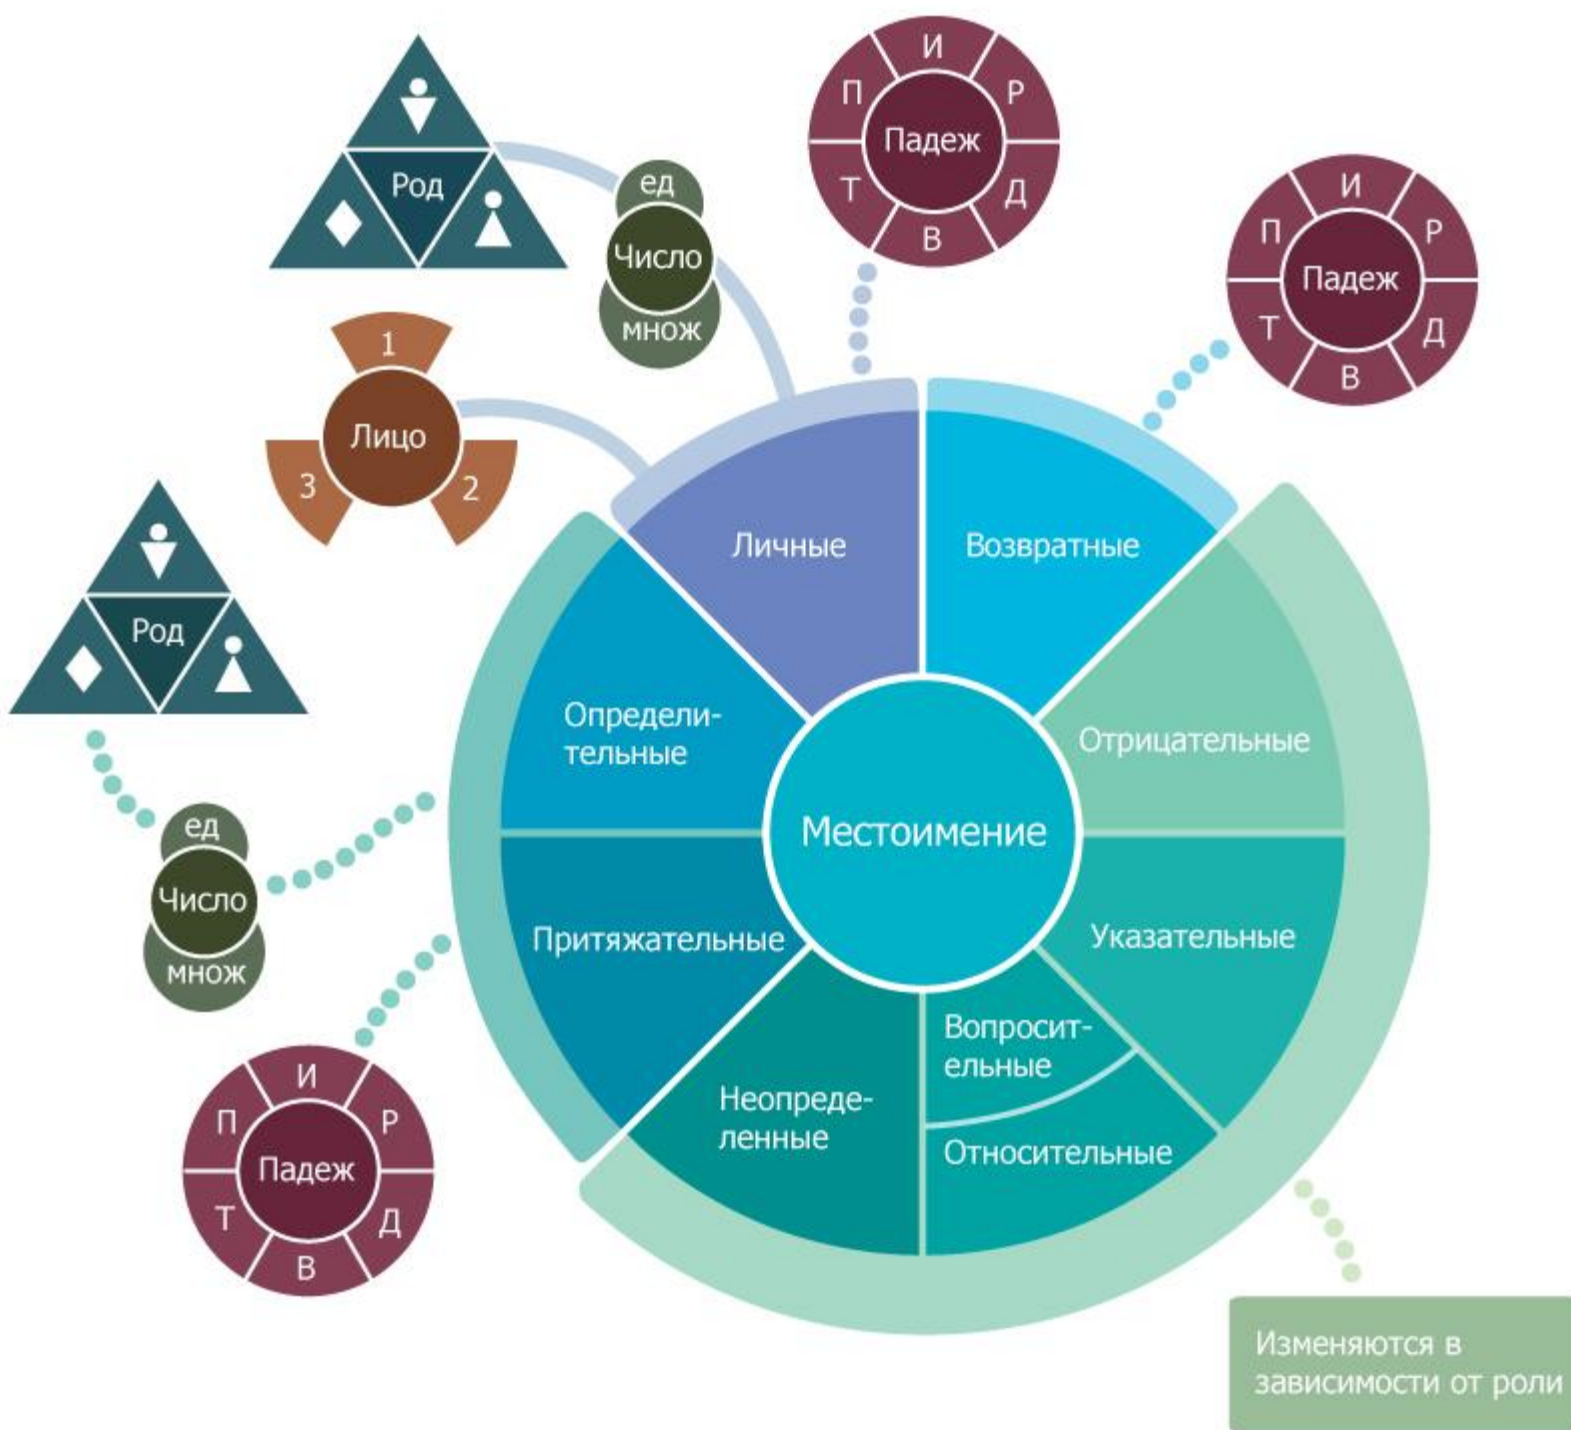 И
П
Р
Падеж
Т
Д
В
Род
ед
Число
множ
И
П
Р
Падеж
Т
Д
В
1
Лицо
3
2
Личные
Возвратные
Род
Определи-
тельные
Отрицательные
ед
Число
множ
Местоимение
Притяжательные
Указательные
Вопросит-
ельные
Неопреде-
ленные
Относительные
И
П
Р
Падеж
Т
Д
В
Изменяются в
зависимости от роли